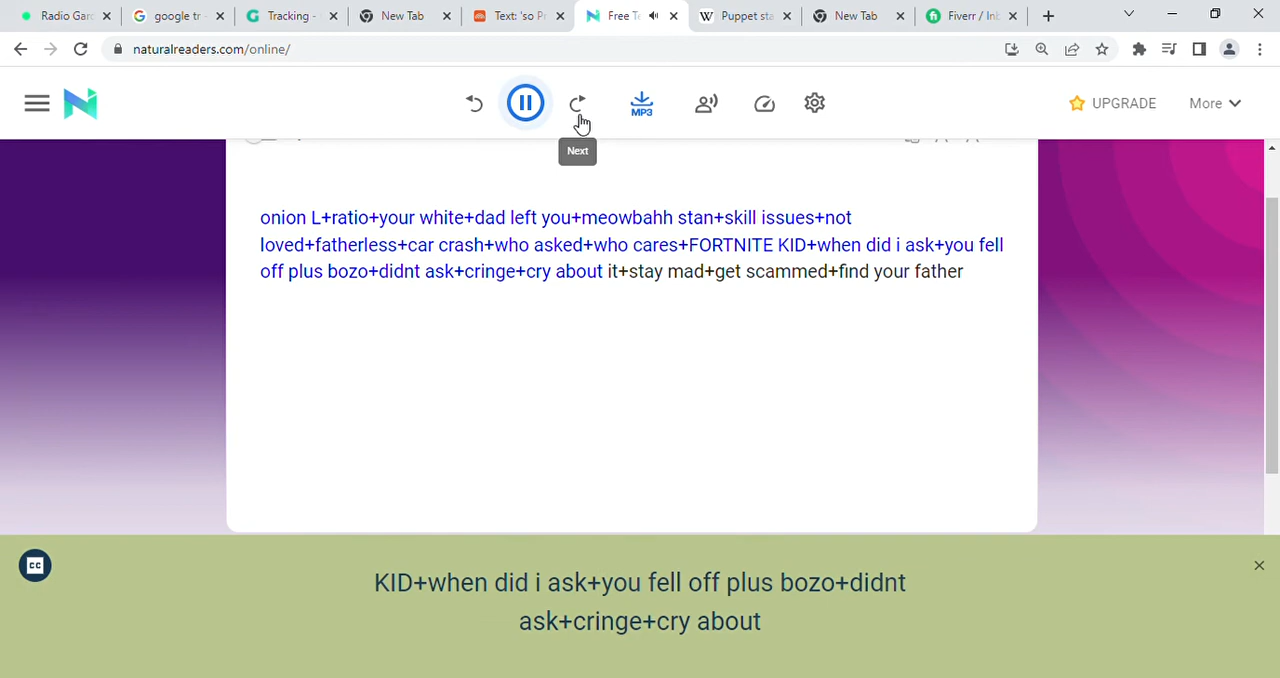 Radio Gar
google tr
Tracking -
New Tab
Text: 'so P
Free Te
Puppet sta
New Tab
Fiverr / Inb
naturalreaders.com/online/
MP3
UPGRADE
More
Next
onion L+ratio+your white+dad left you+meowbahh stan+skill issues+not
loved+fatherless+car crash+who asked+who cares+FORTNITE KID+when did i ask+you fell
off plus bozo+didnt ask+cringe+cry about it+stay mad+get scammed+find your father
CC
KID+when did i ask+you fell off plus bozo+didnt
ask+cringe+cry about